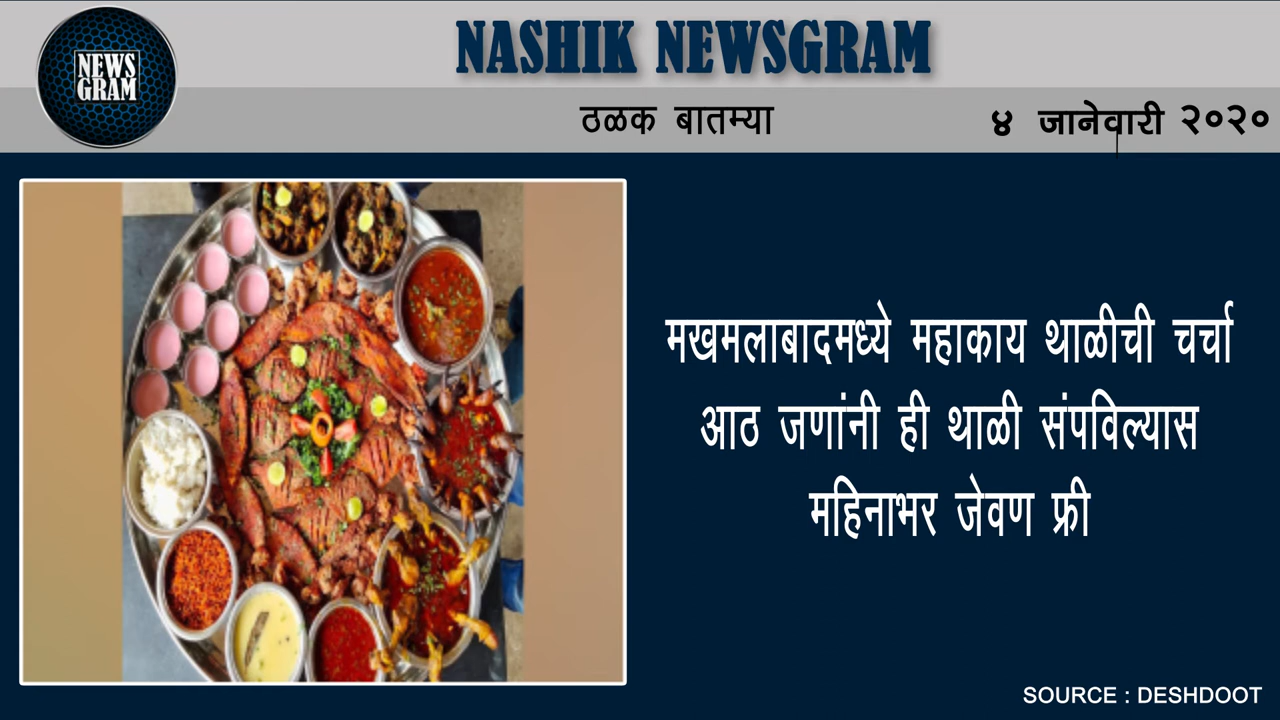 NEWS
GRAM
NASHIK NEWSGRAM
ठळक बातम्या
४ जानेवारी २०२०
मखमलाबादमध्ये महाकाय थाळीची चर्चा
आठ जणांनी ही थाळी संपविल्यास
महिनाभर जेवण फ्री
SOURCE : DESHDOOT